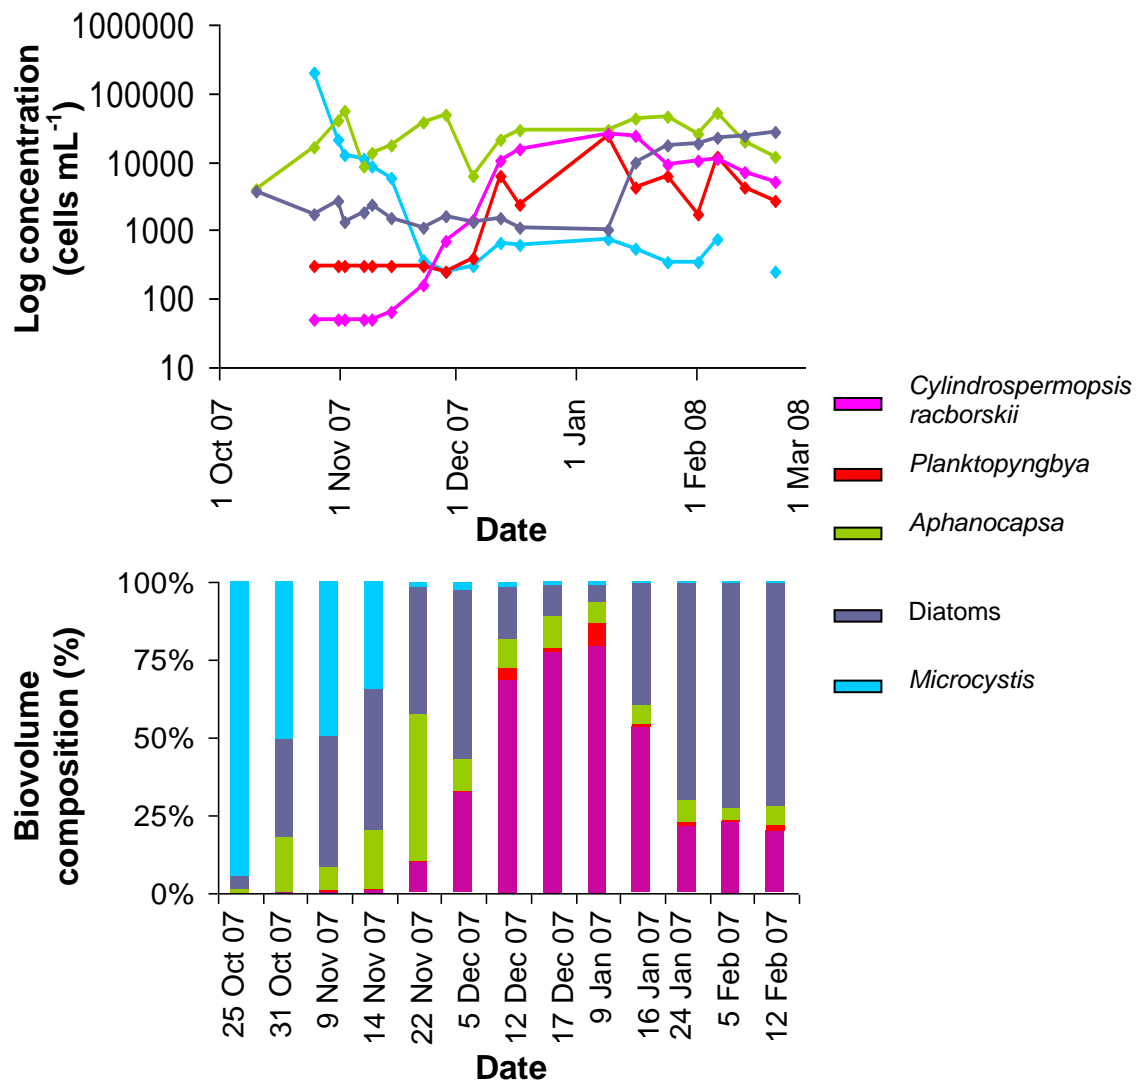 Log concentration
(cells mL⁻¹)
1000000
100000
10000
1000
100
10
1 Oct 07
1 Nov 07
1 Dec 07
1 Jan
1 Feb 08
1 Mar 08
Date
Cylindrospermopsis
racborskii
Planktopyngbya
Aphanocapsa
Diatoms
Microcystis
Biovolume
composition (%)
100%
75%
50%
25%
0%
25 Oct 07
31 Oct 07
9 Nov 07
14 Nov 07
22 Nov 07
5 Dec 07
12 Dec 07
17 Dec 07
9 Jan 07
16 Jan 07
24 Jan 07
5 Feb 07
12 Feb 07
Date